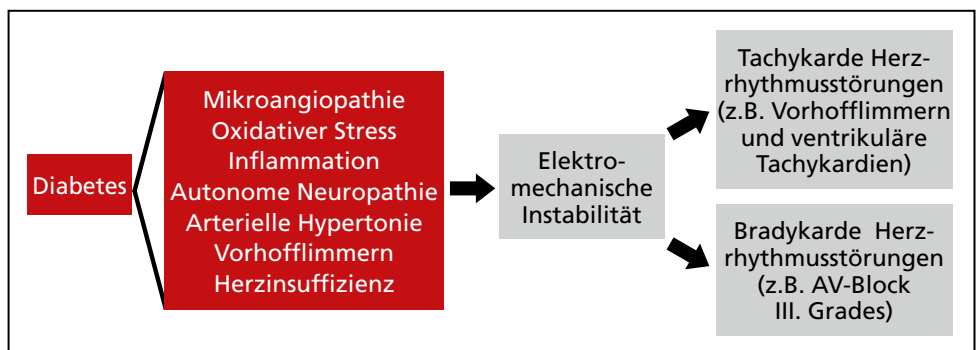 Diabetes
Mikroangiopathie
Oxidativer Stress
Inflammation
Autonome Neuropathie
Arterielle Hypertonie
Vorhofflimmern
Herzinsuffizienz
Elektro-
mechanische
Instabilität
Tachykarde Herz-
rhythmusstörungen
(z.B. Vorhofflimmern
und ventrikuläre
Tachykardien)
Bradykarde Herz-
rhythmusstörungen
(z.B. AV-Block
III. Grades)